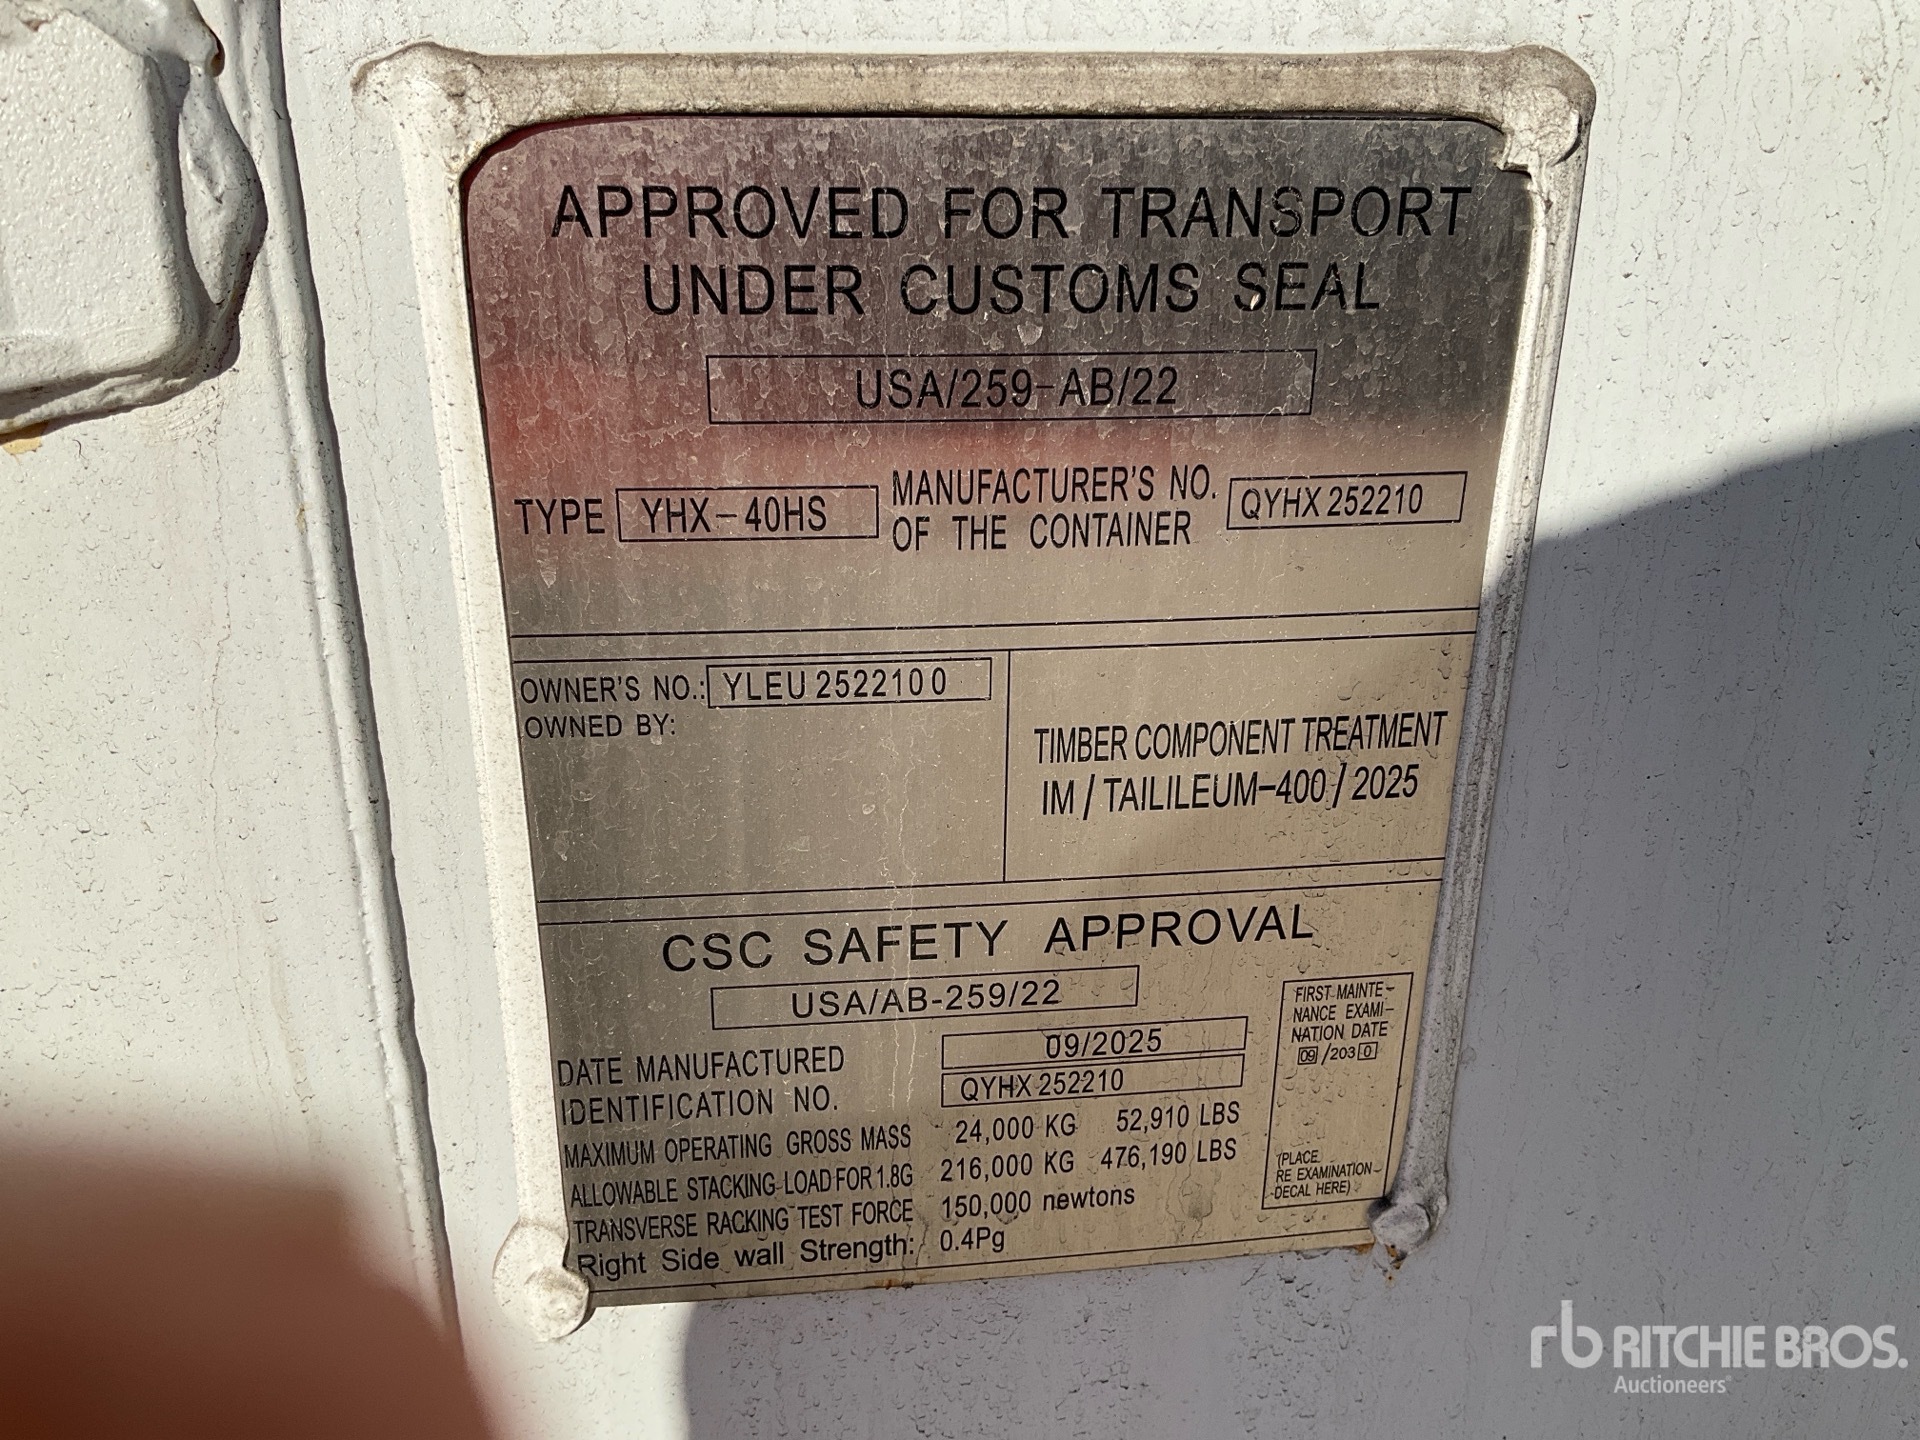 APPROVED FOR TRANSPORT
UNDER CUSTOMS SEAL
USA/259-AB/22
TYPE YHX-40HS MANUFACTURER'S NO. OF THE CONTAINER QYHX 252210
OWNER'S NO.: YLEU 252210 0
OWNED BY:
TIMBER COMPONENT TREATMENT
IM / TAILILEUM-400 / 2025
CSC SAFETY APPROVAL
USA/AB-259/22
DATE MANUFACTURED 09/2025
IDENTIFICATION NO. QYHX 252210
MAXIMUM OPERATING GROSS MASS 24,000 KG 52,910 LBS
ALLOWABLE STACKING LOAD FOR 1.8G 216,000 KG 476,190 LBS
TRANSVERSE RACKING TEST FORCE 150,000 newtons
Right Side wall Strength: 0.4Pg
FIRST MAINTE-
NANCE EXAMI-
NATION DATE
09 /203 0
(PLACE
RE EXAMINATION
DECAL HERE)
rb RITCHIE BROS.
Auctioneers